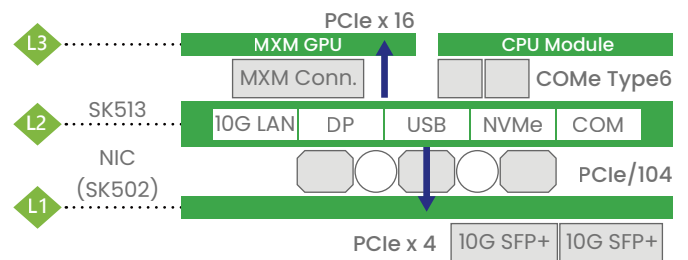 PCIe x 16
L3
MXM GPU
CPU Module
MXM Conn.
COMe Type6
SK513
L2
10G LAN
DP
USB
NVMe
COM
NIC
(SK502)
PCIe/104
L1
PCIe x 4
10G SFP+
10G SFP+